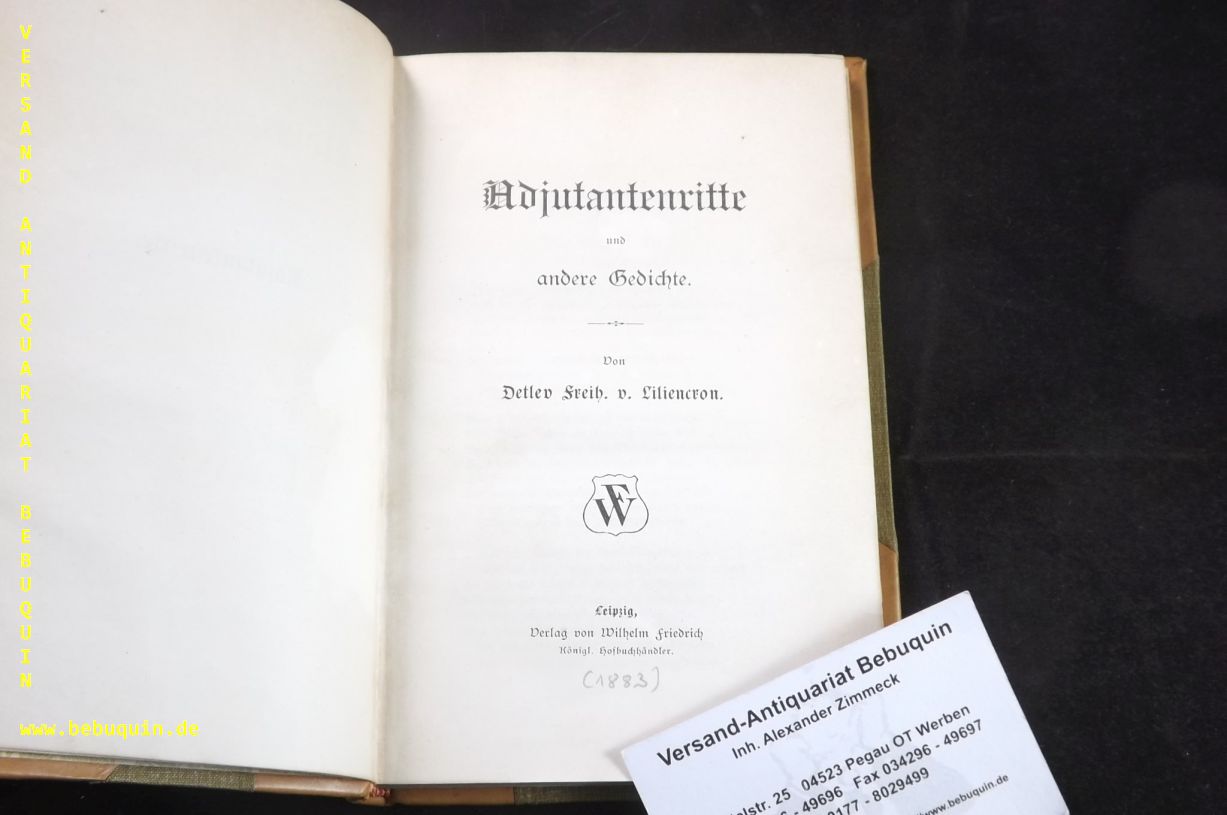 VERSAND ANTIQUARIAT BEBUQUIN
www.bebuquin.de
Adjutantenritte
und
andere Gedichte.
Von
Detlev Freih. v. Liliencron.
WF
Leipzig,
Verlag von Wilhelm Friedrich
Königl. Hofbuchhändler.
(1883)
Versand-Antiquariat Bebuquin
Inh. Alexander Zimmeck
25 04523 Pegau OT Werben
- 49696 Fax 034296 - 49697
0177 - 8029499
www.bebuquin.de